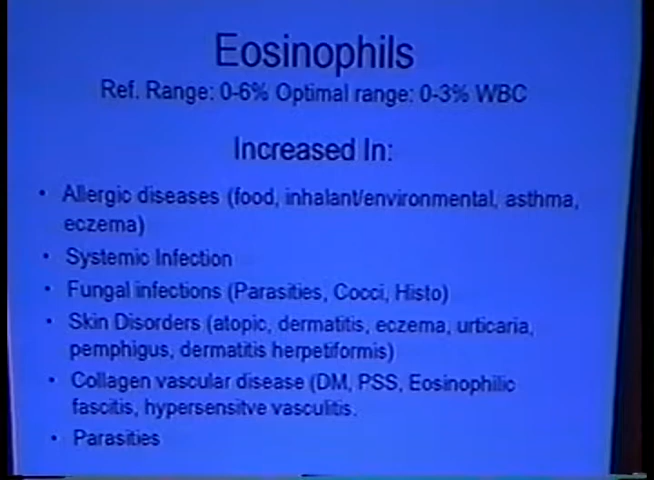 Eosinophils
Ref. Range: 0-6% Optimal range: 0-3% WBC
Increased In:
• Allergic diseases (food, inhalant/environmental, asthma,
eczema)
• Systemic Infection
• Fungal infections (Parasities, Cocci, Histo)
• Skin Disorders (atopic, dermatitis, eczema, urticaria,
pemphigus, dermatitis herpetiformis)
• Collagen vascular disease (DM, PSS, Eosinophilic
fascitis, hypersensitve vasculitis.
• Parasities